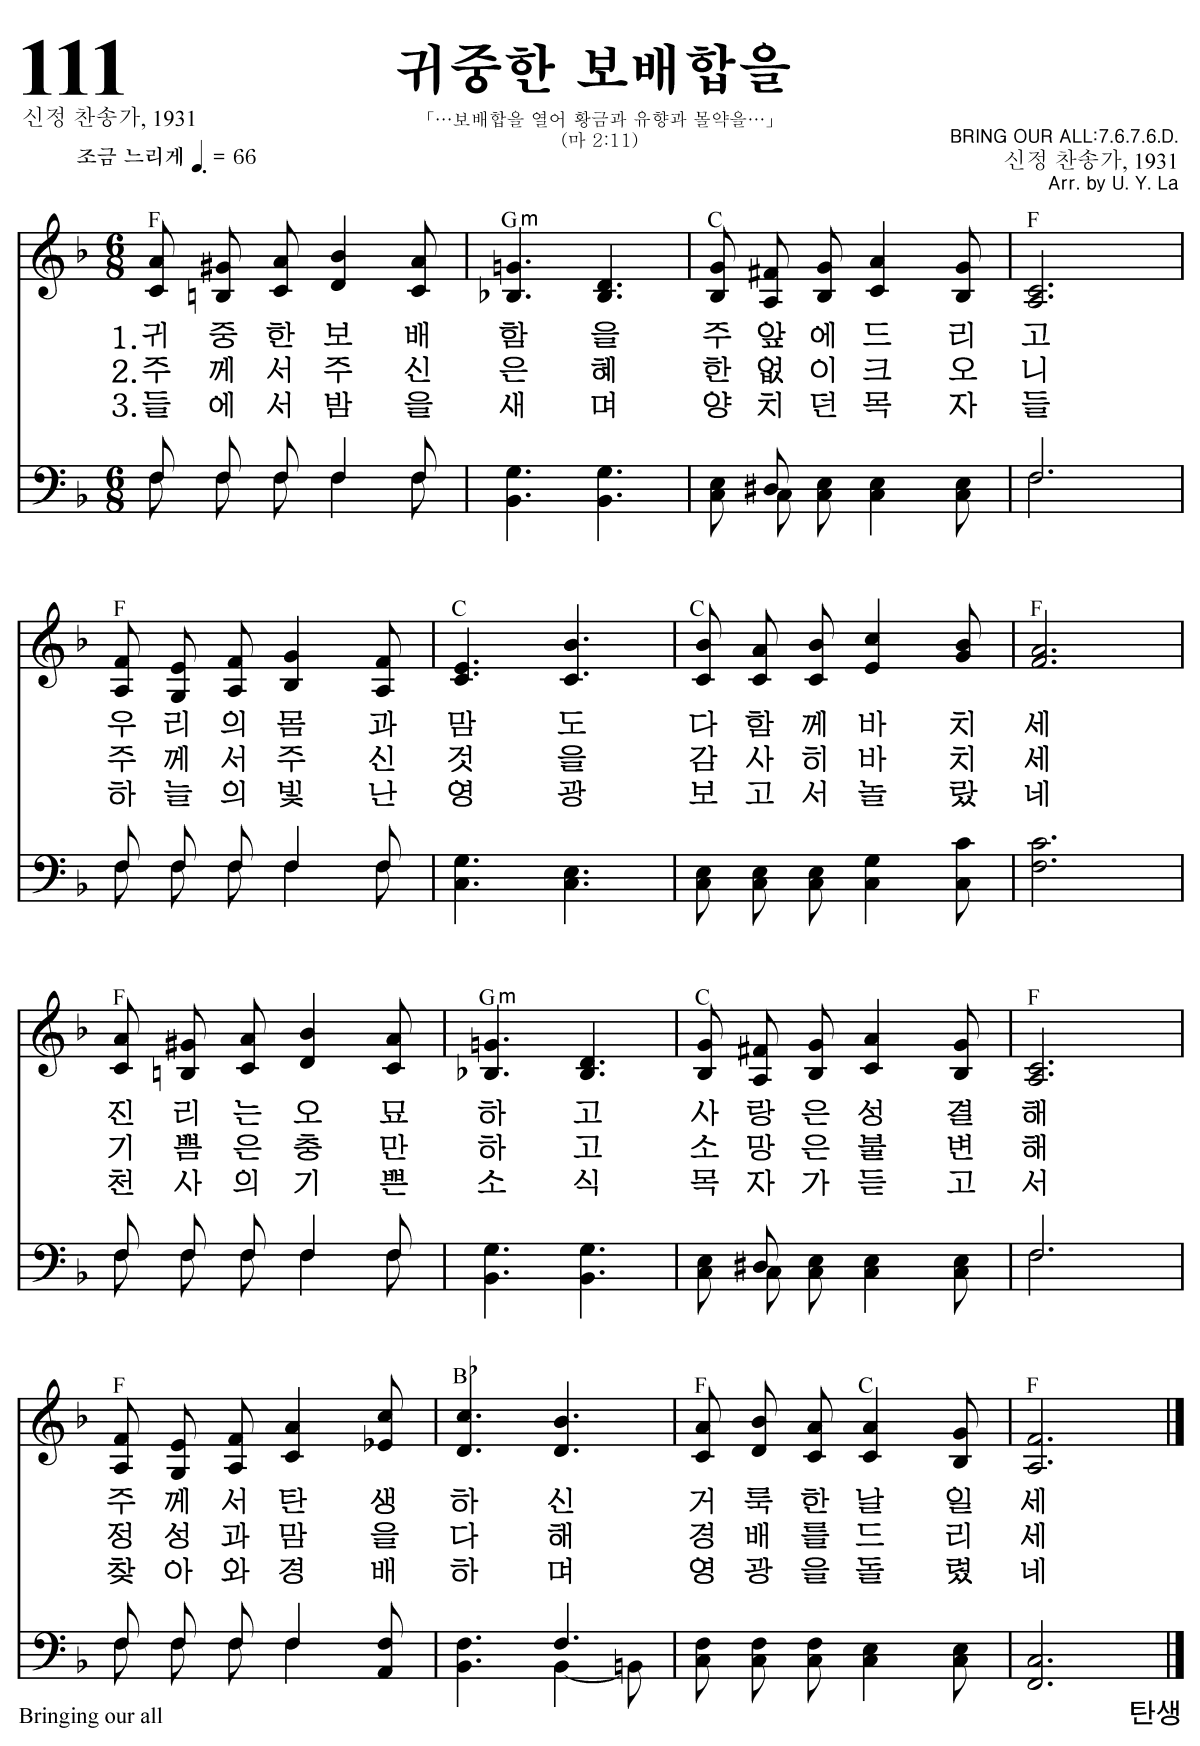 111
귀중한 보배합을
신정 찬송가, 1931
「…보배합을 열어 황금과 유향과 몰약을…」
(마 2:11)
조금 느리게 ♩. = 66
BRING OUR ALL:7.6.7.6.D.
신정 찬송가, 1931
Arr. by U. Y. La
F Gm C F
6 8
1.귀 중 한 보 배 함 을 주 앞 에 드 리 고
2.주 께 서 주 신 은 혜 한 없 이 크 오 니
3.들 에 서 밤 을 새 며 양 치 던 목 자 들
6 8
F C C F
우 리 의 몸 과 맘 도 다 함 께 바 치 세
주 께 서 주 신 것 을 감 사 히 바 치 세
하 늘 의 빛 난 영 광 보 고 서 놀 랐 네
F Gm C F
진 리 는 오 묘 하 고 사 랑 은 성 결 해
기 쁨 은 충 만 하 고 소 망 은 불 변 해
천 사 의 기 쁜 소 식 목 자 가 듣 고 서
F B♭ F C F
주 께 서 탄 생 하 신 거 룩 한 날 일 세
정 성 과 맘 을 다 해 경 배 를 드 리 세
찾 아 와 경 배 하 며 영 광 을 돌 렸 네
Bringing our all
탄생